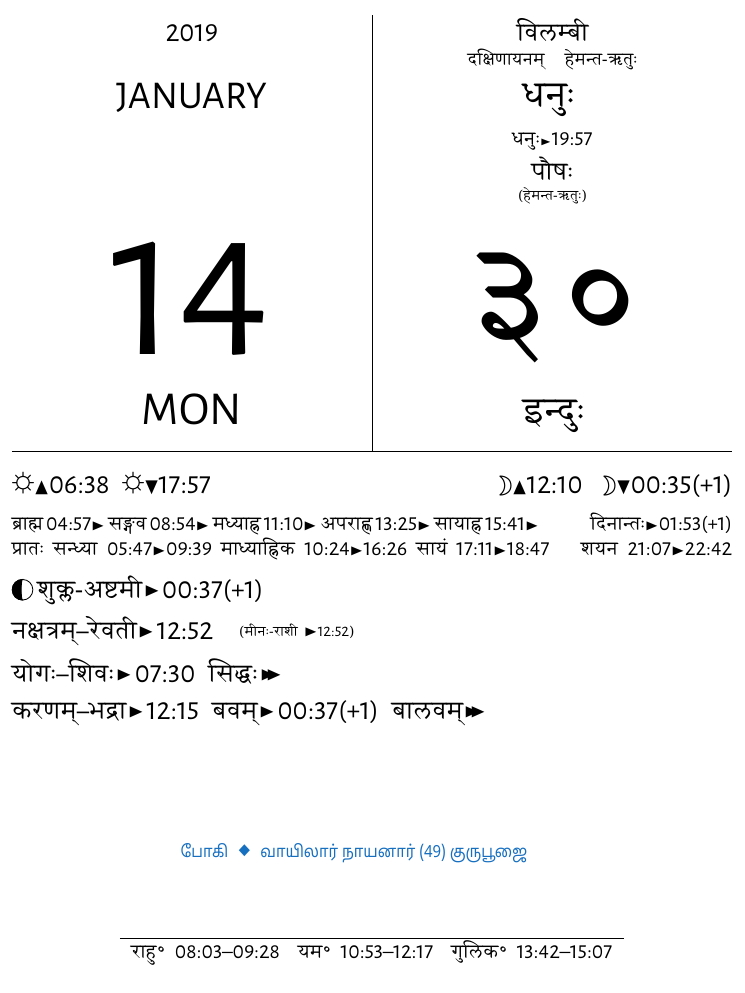 2019
JANUARY
14
MON
विलम्बी
दक्षिणायनम् हेमन्त-ऋतुः
धनुः
धनुः►19:57
पौषः
(हेमन्त-ऋतुः)
३०
इन्दुः
☼▲06:38 ☼▼17:57 ☽▲12:10 ☽▼00:35(+1)
ब्राह्म 04:57► सङ्गव 08:54► मध्याह्न 11:10► अपराह्ण 13:25► सायाह्न 15:41► दिनान्तः►01:53(+1)
प्रातः सन्ध्या 05:47►09:39 माध्याह्निक 10:24►16:26 सायं 17:11►18:47 शयन 21:07►22:42
शुक्ल-अष्टमी►00:37(+1)
नक्षत्रम्–रेवती►12:52 (मीनः-राशी ►12:52)
योगः–शिवः►07:30 सिद्धः►►
करणम्–भद्रा►12:15 बवम्►00:37(+1) बालवम्►►
போகி ◆ வாயிலார் நாயனார் (49) குருபூஜை
राहु॰ 08:03–09:28 यम॰ 10:53–12:17 गुलिक॰ 13:42–15:07